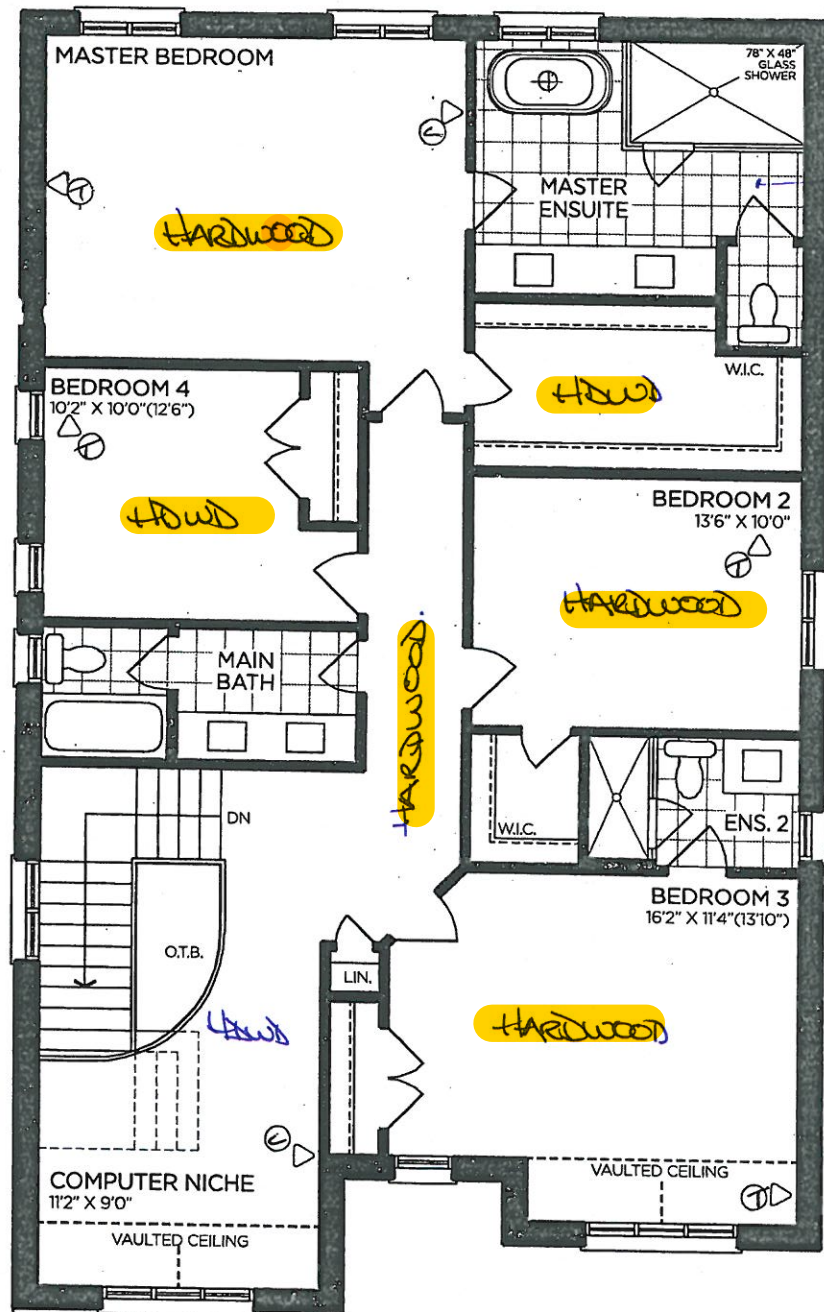 MASTER BEDROOM
78" X 48"
GLASS
SHOWER
C
T
MASTER
ENSUITE
HARDWOOD
W.I.C.
HDWD
BEDROOM 4
10'2" X 10'0"(12'6")
T
HDWD
BEDROOM 2
13'6" X 10'0"
T
HARDWOOD
HARDWOOD.
MAIN
BATH
DN
W.I.C.
ENS. 2
BEDROOM 3
16'2" X 11'4"(13'10")
O.T.B.
LIN.
HDWD
HARDWOOD
C
COMPUTER NICHE
11'2" X 9'0"
VAULTED CEILING
T
VAULTED CEILING